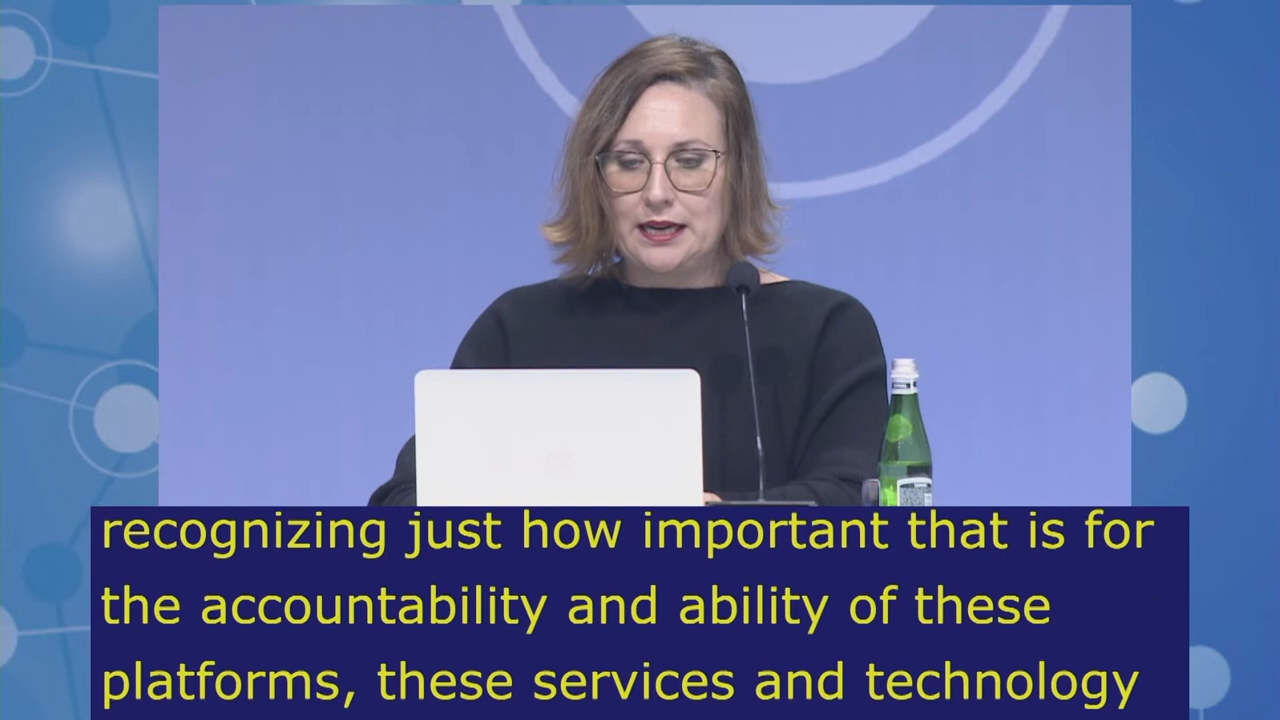 recognizing just how important that is for
the accountability and ability of these
platforms, these services and technology